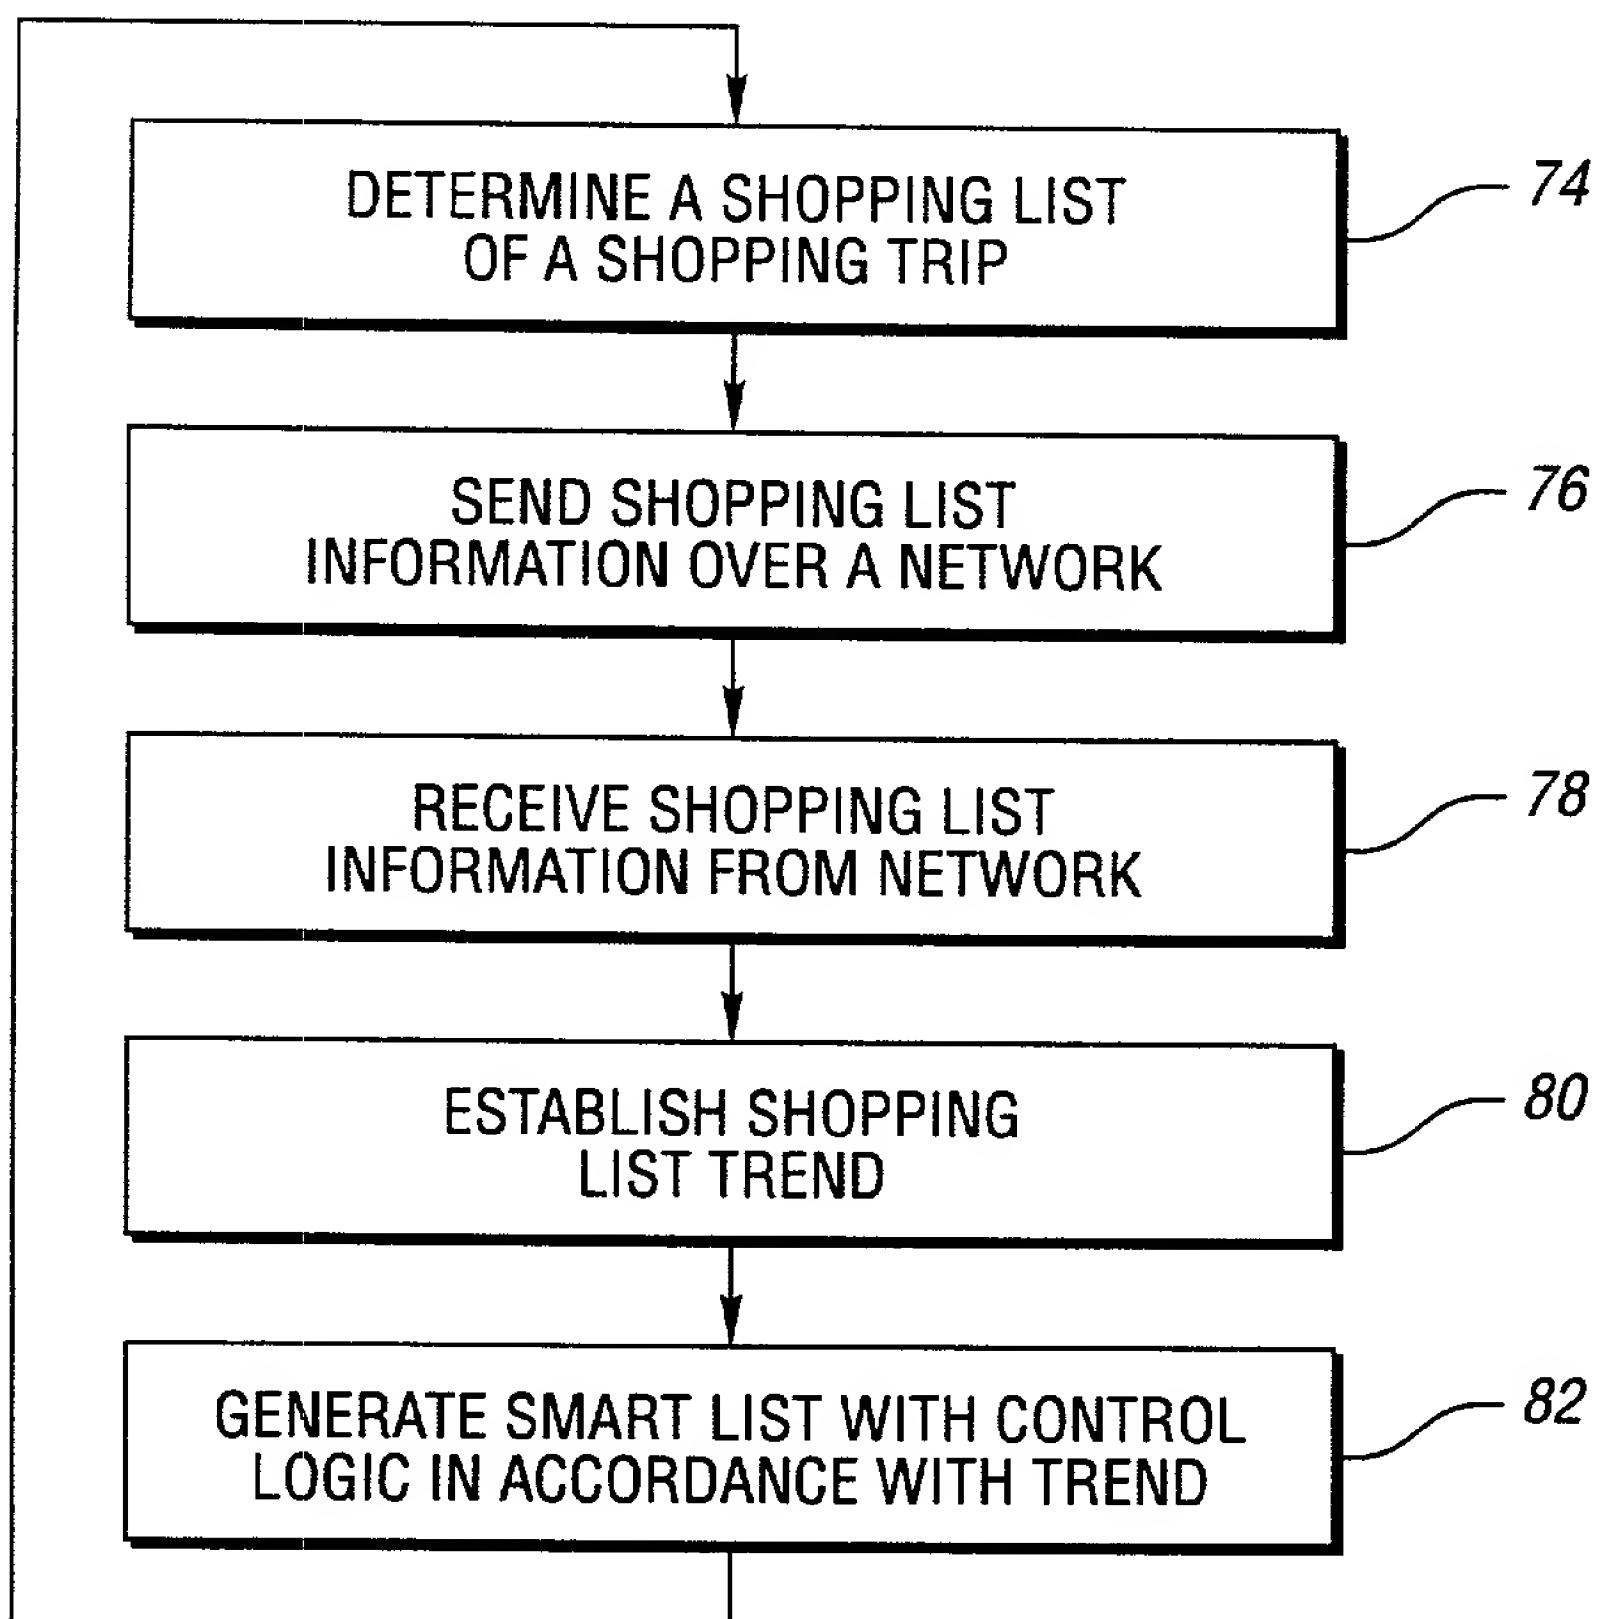 DETERMINE A SHOPPING LIST
OF A SHOPPING TRIP
74
SEND SHOPPING LIST
INFORMATION OVER A NETWORK
76
RECEIVE SHOPPING LIST
INFORMATION FROM NETWORK
78
ESTABLISH SHOPPING
LIST TREND
80
GENERATE SMART LIST WITH CONTROL
LOGIC IN ACCORDANCE WITH TREND
82